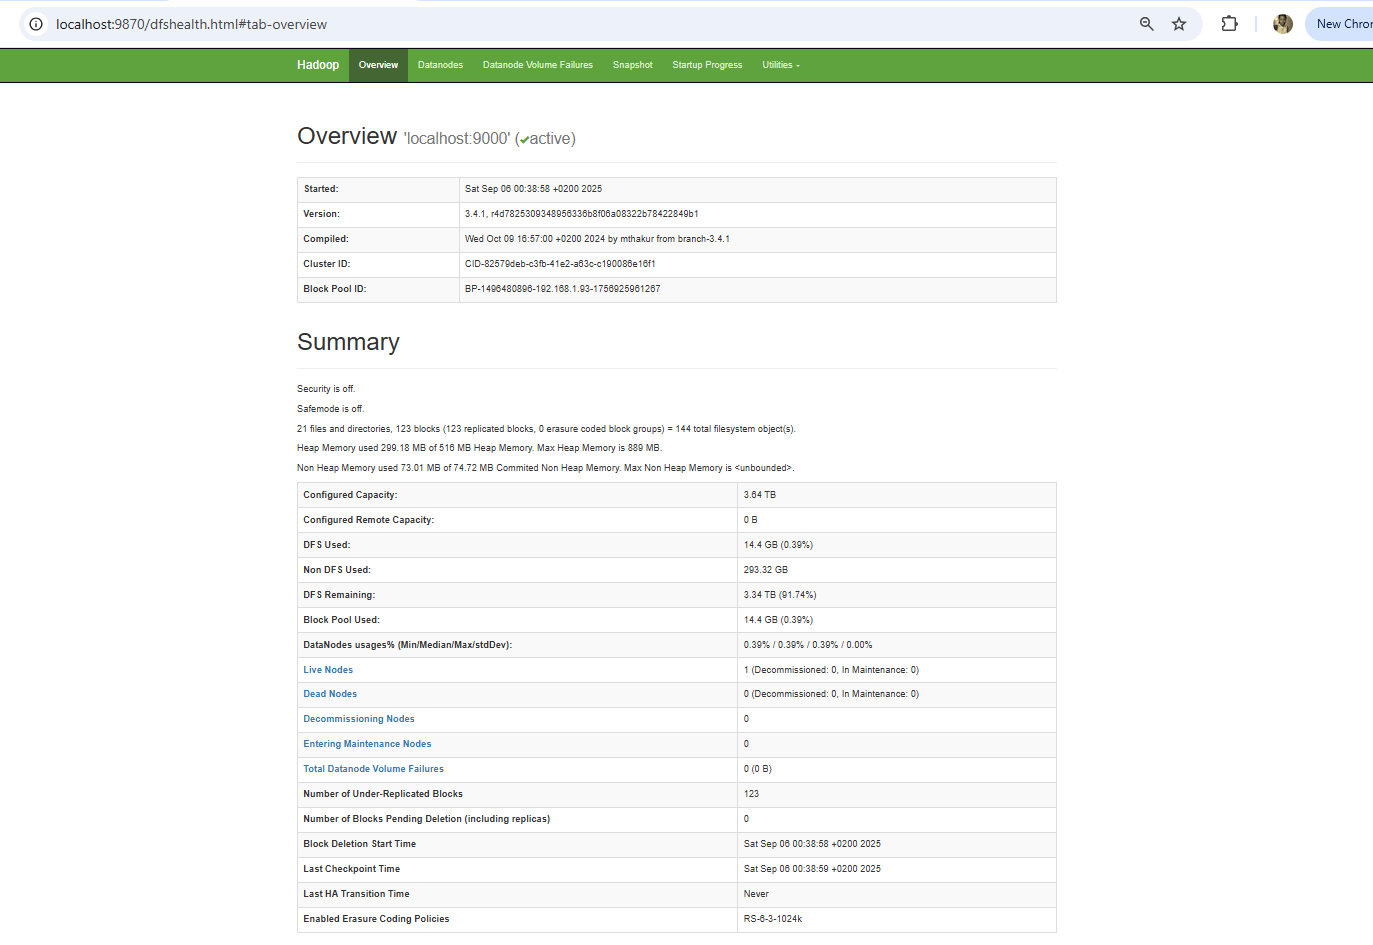 localhost:9870/dfshealth.html#tab-overview New Chror
Hadoop Overview Datanodes Datanode Volume Failures Snapshot Startup Progress Utilities
Overview 'localhost:9000' (✔active)
Started: Sat Sep 06 00:38:58 +0200 2025
Version: 3.4.1, r4d7825309348956336b8f06a08322b78422849b1
Compiled: Wed Oct 09 16:57:00 +0200 2024 by mthakur from branch-3.4.1
Cluster ID: CID-82579deb-c3fb-41e2-a63c-c190086e16f1
Block Pool ID: BP-1496480896-192.168.1.93-1756925961267
Summary
Security is off.
Safemode is off.
21 files and directories, 123 blocks (123 replicated blocks, 0 erasure coded block groups) = 144 total filesystem object(s).
Heap Memory used 299.18 MB of 516 MB Heap Memory. Max Heap Memory is 889 MB.
Non Heap Memory used 73.01 MB of 74.72 MB Commited Non Heap Memory. Max Non Heap Memory is <unbounded>.
Configured Capacity: 3.64 TB
Configured Remote Capacity: 0 B
DFS Used: 14.4 GB (0.39%)
Non DFS Used: 293.32 GB
DFS Remaining: 3.34 TB (91.74%)
Block Pool Used: 14.4 GB (0.39%)
DataNodes usages% (Min/Median/Max/stdDev): 0.39% / 0.39% / 0.39% / 0.00%
Live Nodes 1 (Decommissioned: 0, In Maintenance: 0)
Dead Nodes 0 (Decommissioned: 0, In Maintenance: 0)
Decommissioning Nodes 0
Entering Maintenance Nodes 0
Total Datanode Volume Failures 0 (0 B)
Number of Under-Replicated Blocks 123
Number of Blocks Pending Deletion (including replicas) 0
Block Deletion Start Time Sat Sep 06 00:38:58 +0200 2025
Last Checkpoint Time Sat Sep 06 00:38:59 +0200 2025
Last HA Transition Time Never
Enabled Erasure Coding Policies RS-6-3-1024k